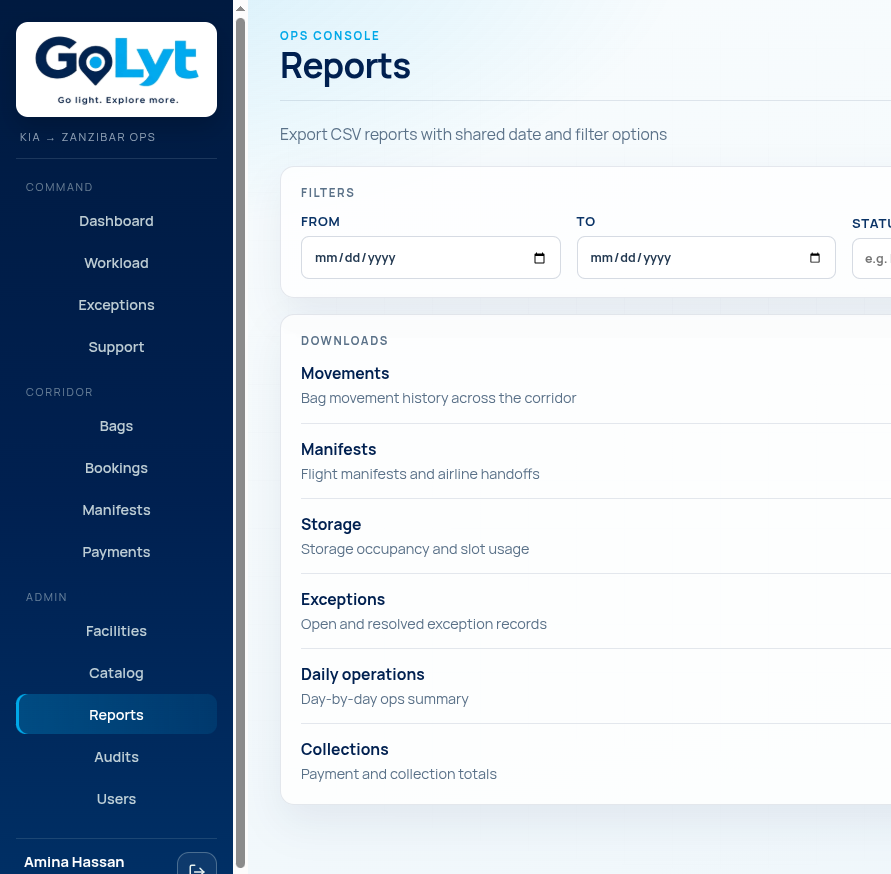 GoLyt
Go light. Explore more.
KIA → ZANZIBAR OPS
COMMAND
Dashboard
Workload
Exceptions
Support
CORRIDOR
Bags
Bookings
Manifests
Payments
ADMIN
Facilities
Catalog
Reports
Audits
Users
Amina Hassan
OPS CONSOLE
Reports
Export CSV reports with shared date and filter options
FILTERS
FROM
mm/dd/yyyy
TO
mm/dd/yyyy
STATU
e.g.
DOWNLOADS
Movements
Bag movement history across the corridor
Manifests
Flight manifests and airline handoffs
Storage
Storage occupancy and slot usage
Exceptions
Open and resolved exception records
Daily operations
Day-by-day ops summary
Collections
Payment and collection totals